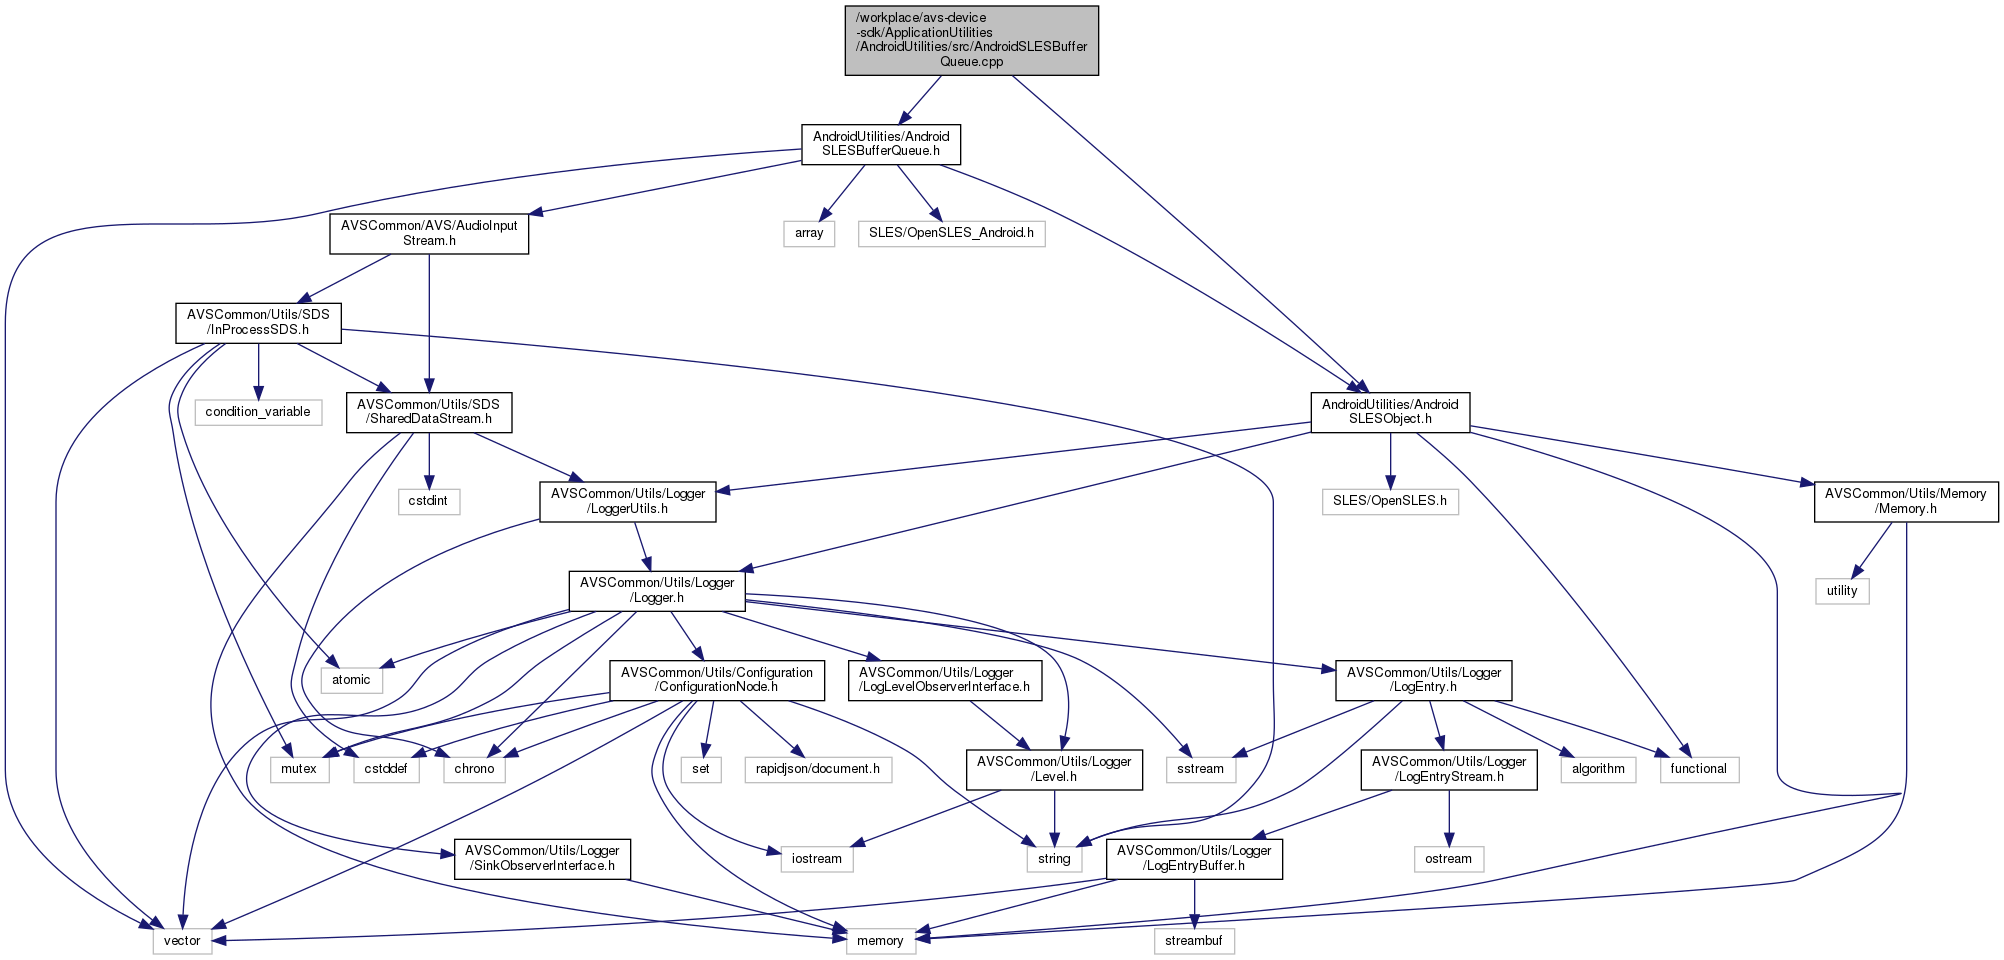 /workplace/avs-device
-sdk/ApplicationUtilities
/AndroidUtilities/src/AndroidSLESBuffer
Queue.cpp
AndroidUtilities/Android
SLESBufferQueue.h
AVSCommon/AVS/AudioInput
Stream.h
array
SLES/OpenSLES_Android.h
AVSCommon/Utils/SDS
/InProcessSDS.h
condition_variable
AVSCommon/Utils/SDS
/SharedDataStream.h
AndroidUtilities/Android
SLESObject.h
cstdint
AVSCommon/Utils/Logger
/LoggerUtils.h
SLES/OpenSLES.h
AVSCommon/Utils/Memory
/Memory.h
AVSCommon/Utils/Logger
/Logger.h
utility
atomic
AVSCommon/Utils/Configuration
/ConfigurationNode.h
AVSCommon/Utils/Logger
/LogLevelObserverInterface.h
AVSCommon/Utils/Logger
/LogEntry.h
mutex
cstddef
chrono
set
rapidjson/document.h
AVSCommon/Utils/Logger
/Level.h
sstream
AVSCommon/Utils/Logger
/LogEntryStream.h
algorithm
functional
AVSCommon/Utils/Logger
/SinkObserverInterface.h
iostream
string
AVSCommon/Utils/Logger
/LogEntryBuffer.h
ostream
vector
memory
streambuf